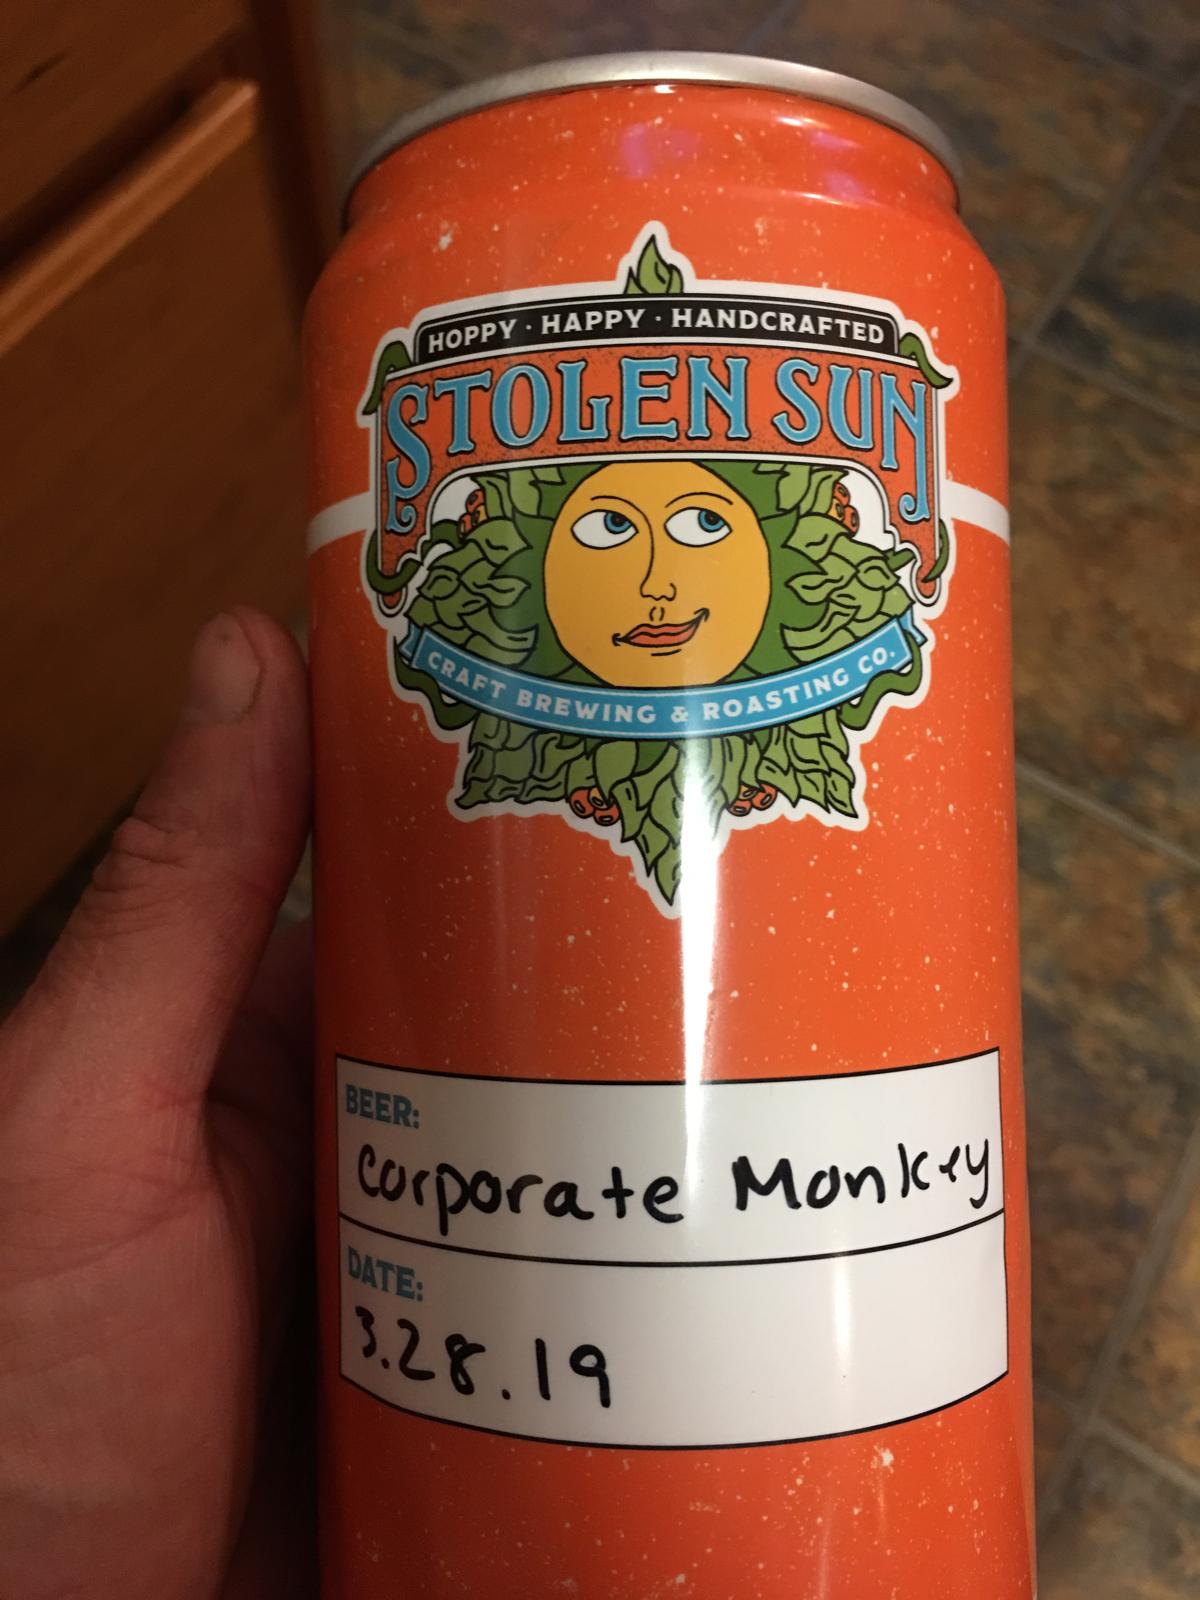 HOPPY · HAPPY · HANDCRAFTED
STOLEN SUN
CRAFT BREWING & ROASTING CO.
BEER:
Corporate Monkey
DATE:
3.28.19